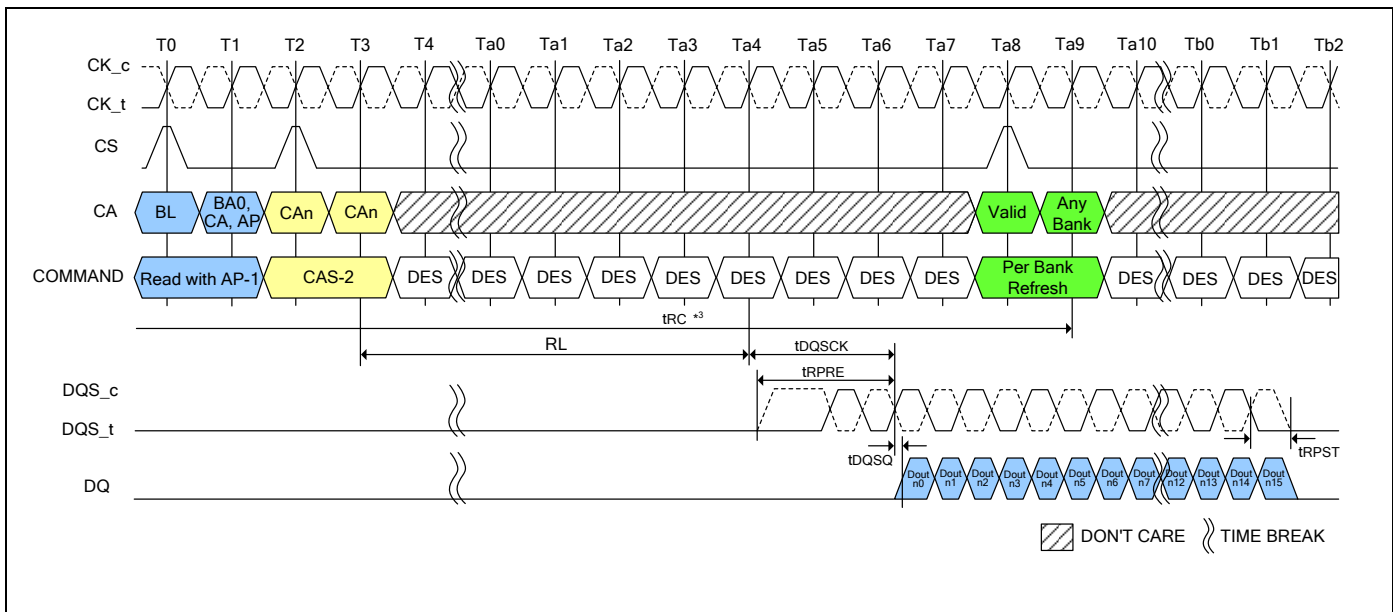 T0 T1 T2 T3 T4 Ta0 Ta1 Ta2 Ta3 Ta4 Ta5 Ta6 Ta7 Ta8 Ta9 Ta10 Tb0 Tb1 Tb2
CK_c
CK_t
CS
CA BL BA0, CA, AP CAn CAn Valid Any Bank
COMMAND Read with AP-1 CAS-2 DES DES DES DES DES DES DES DES DES Per Bank Refresh DES DES DES DES
tRC *3
RL tDQSCK
tRPRE
DQS_c
DQS_t
tDQSQ tRPST
DQ Dout n0 Dout n1 Dout n2 Dout n3 Dout n4 Dout n5 Dout n6 Dout n7 Dout n12 Dout n13 Dout n14 Dout n15
DON'T CARE TIME BREAK